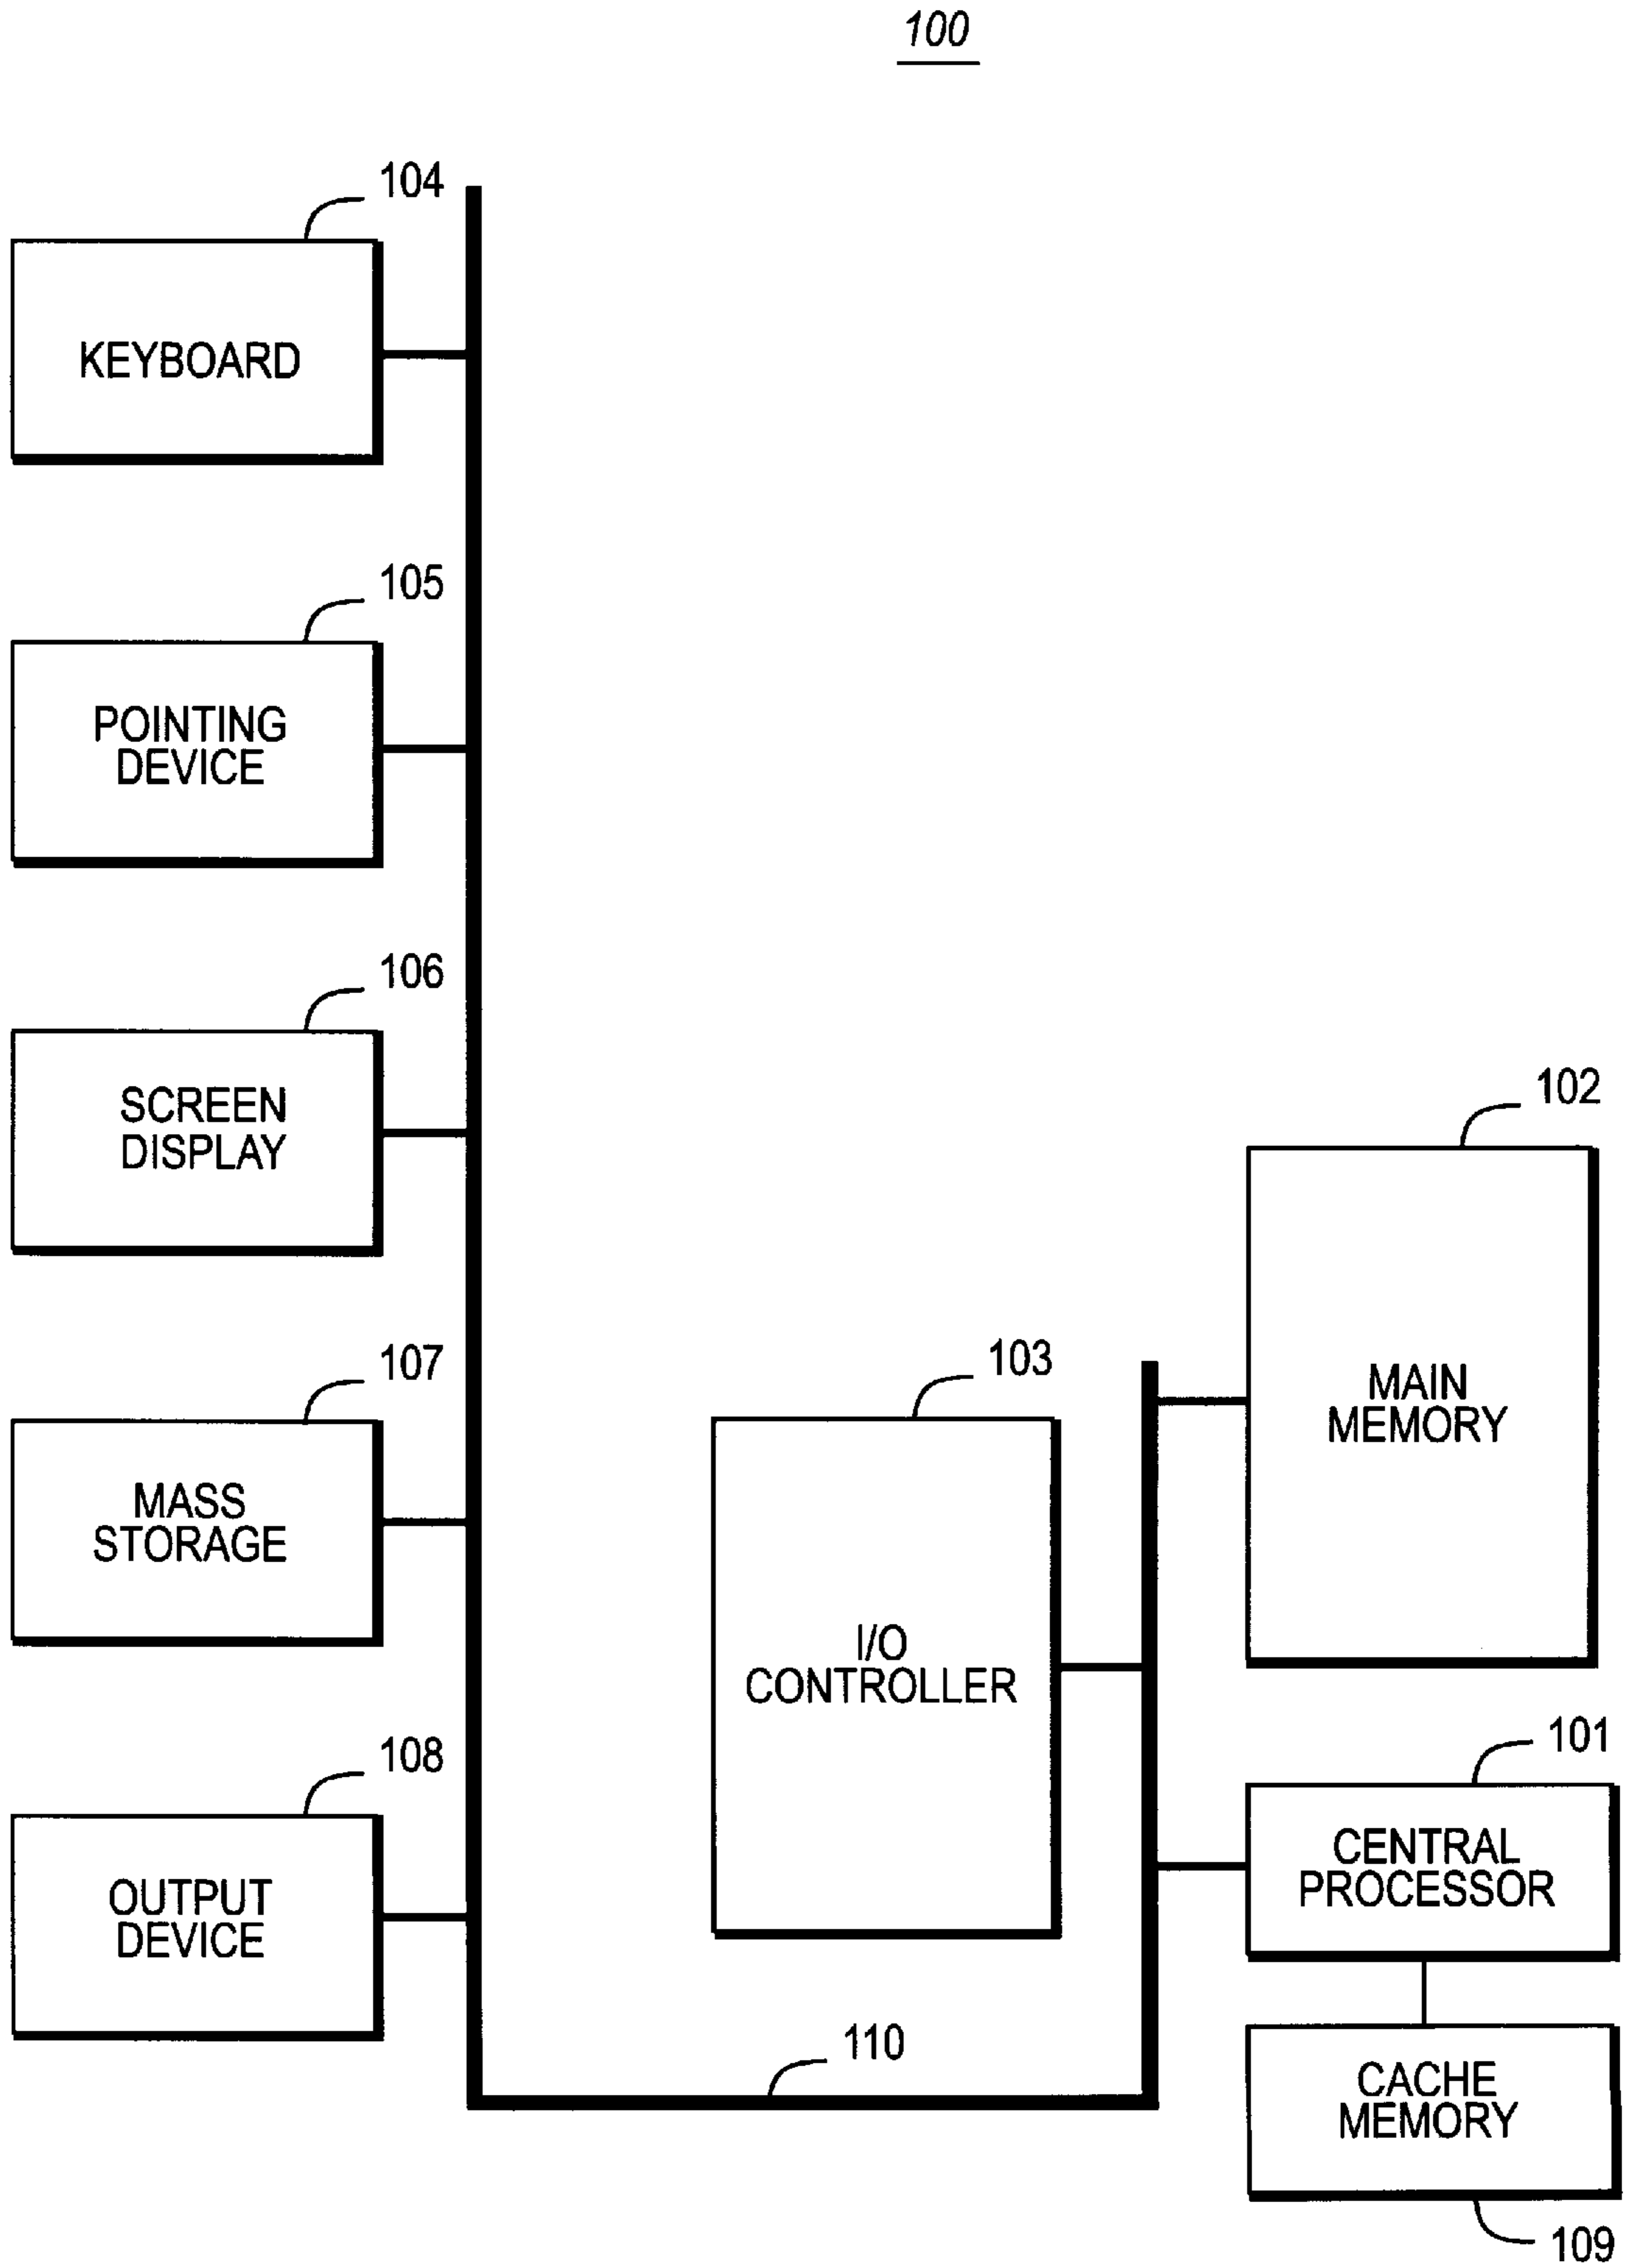 100
104
KEYBOARD
105
POINTING
DEVICE
106
SCREEN
DISPLAY
107
MASS
STORAGE
108
OUTPUT
DEVICE
103
I/O
CONTROLLER
102
MAIN
MEMORY
101
CENTRAL
PROCESSOR
110
CACHE
MEMORY
109